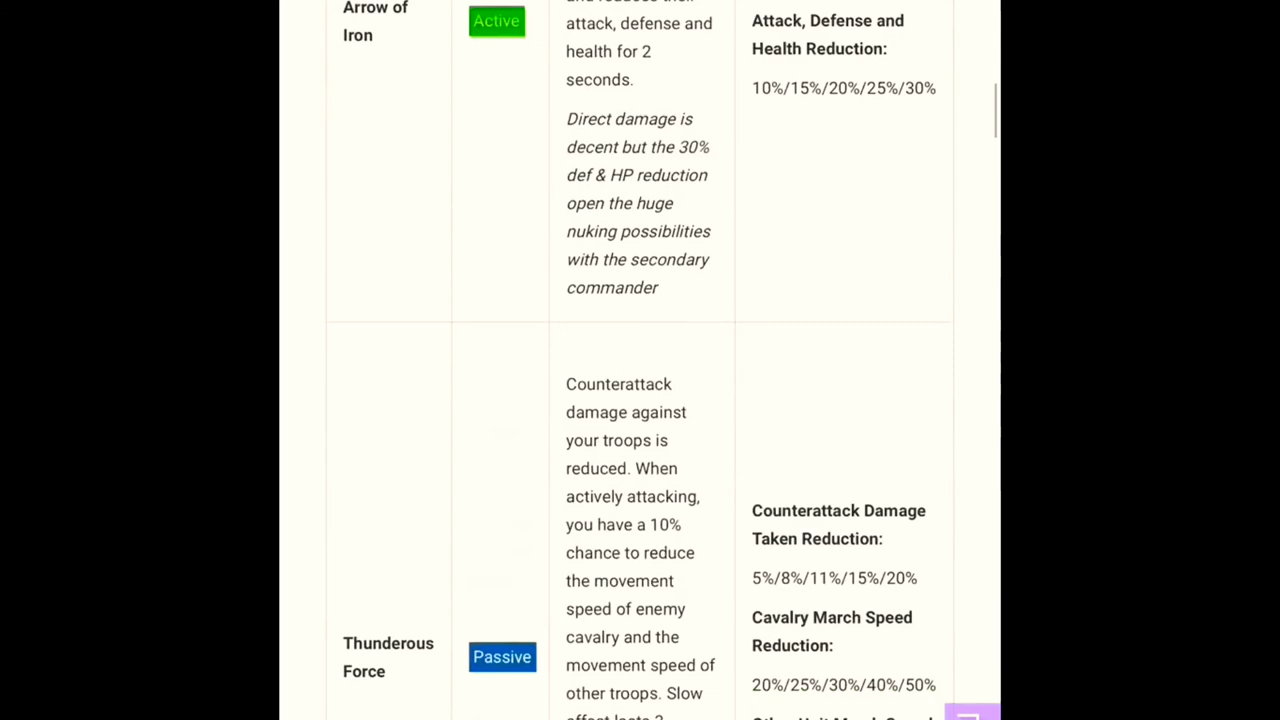 Arrow of
Iron
Active
attack, defense and
health for 2
seconds.
Direct damage is
decent but the 30%
def & HP reduction
open the huge
nuking possibilities
with the secondary
commander
Attack, Defense and
Health Reduction:
10%/15%/20%/25%/30%
Thunderous
Force
Passive
Counterattack
damage against
your troops is
reduced. When
actively attacking,
you have a 10%
chance to reduce
the movement
speed of enemy
cavalry and the
movement speed of
other troops. Slow
Counterattack Damage
Taken Reduction:
5%/8%/11%/15%/20%
Cavalry March Speed
Reduction:
20%/25%/30%/40%/50%